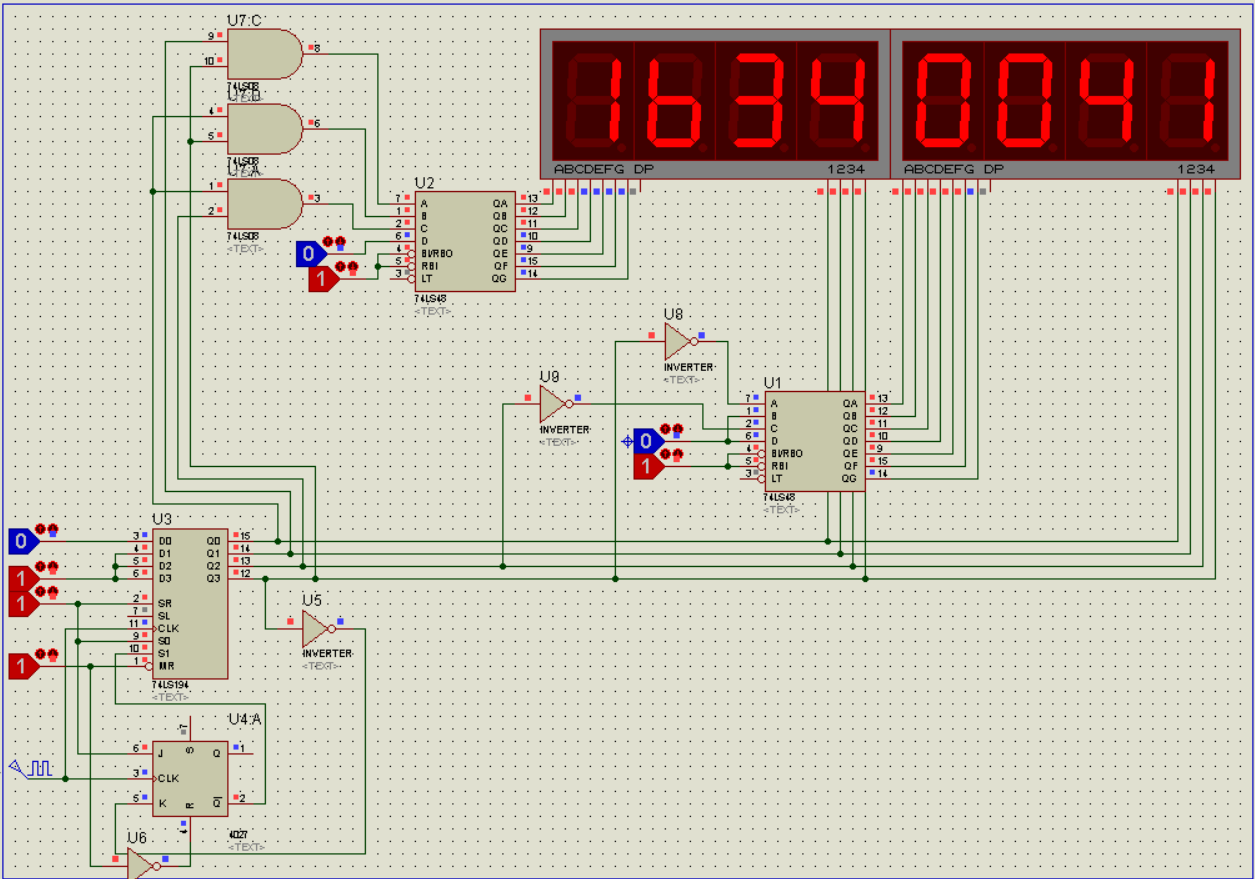 U7:C
9
10
8
74LS08
<TEXT>
4
5
6
74LS08
<TEXT>
U7:A
1
2
3
74LS08
<TEXT>
1634 0041
ABCDEFG DP 1234
ABCDEFG DP 1234
U2
7 A QA 13
1 B QB 12
2 C QC 11
6 D QD 10
4 BI/RBO QE 9
5 RBI QF 15
3 LT QG 14
74LS48
<TEXT>
0
1
U8
INVERTER
<TEXT>
U9
INVERTER
<TEXT>
U1
7 A QA 13
1 B QB 12
2 C QC 11
6 D QD 10
4 BI/RBO QE 9
5 RBI QF 15
3 LT QG 14
74LS48
<TEXT>
0
1
U3
3 D0 Q0 15
4 D1 Q1 14
5 D2 Q2 13
6 D3 Q3 12
2 SR
7 SL
11 CLK
9 S0
10 S1
1 MR
74LS194
<TEXT>
0
1
1
1
U5
INVERTER
<TEXT>
U4:A
7
6 J S Q 1
3 CLK
5 K R Q 2
4
4027
<TEXT>
U6